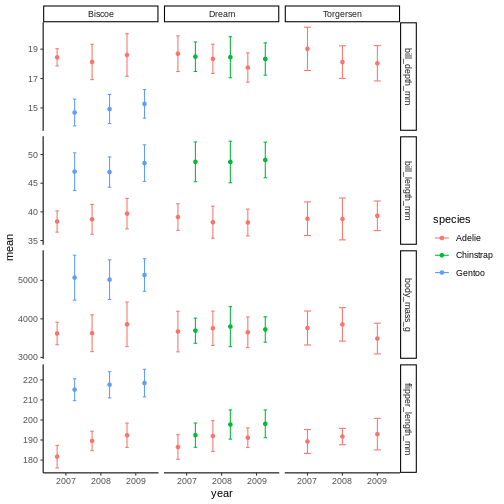 Biscoe Dream Torgersen
19
17
15
bill_depth_mm
50
45
40
35
bill_length_mm
5000
4000
3000
body_mass_g
220
210
200
190
180
flipper_length_mm
2007 2008 2009 2007 2008 2009 2007 2008 2009
year
mean
species
Adelie
Chinstrap
Gentoo